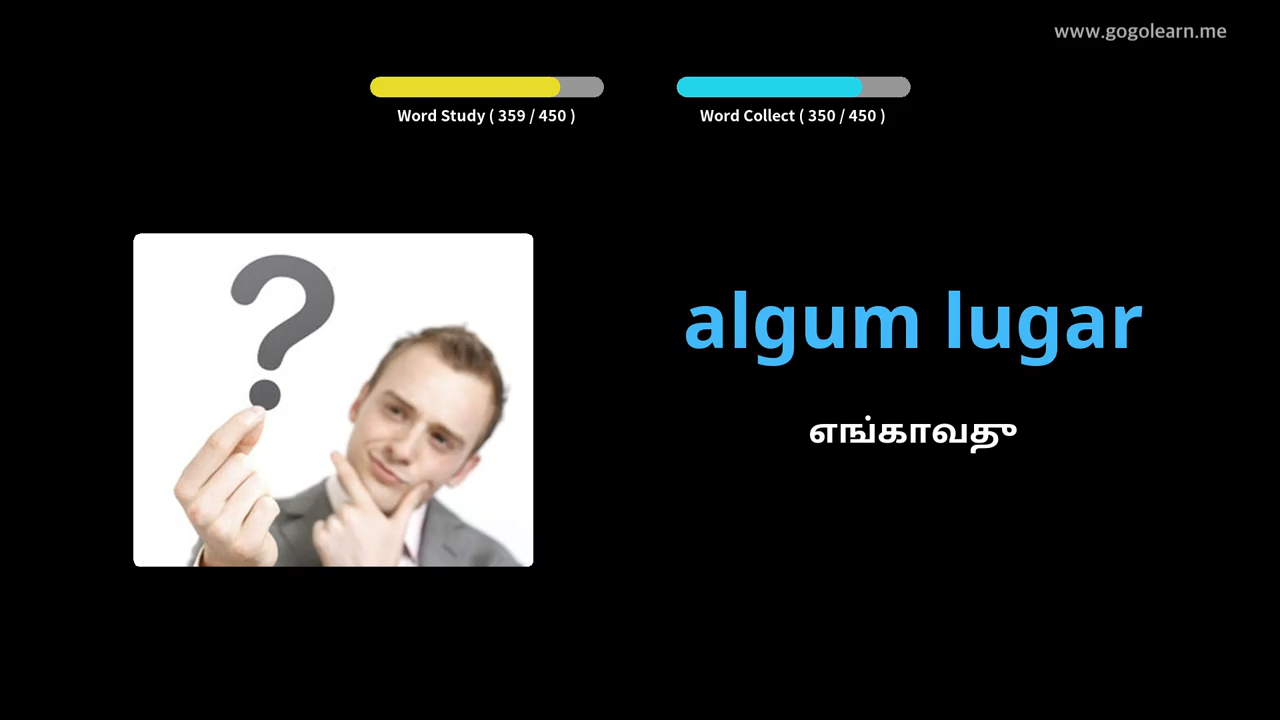 www.gogolearn.me
Word Study ( 359 / 450 )
Word Collect ( 350 / 450 )
algum lugar
எங்காவது